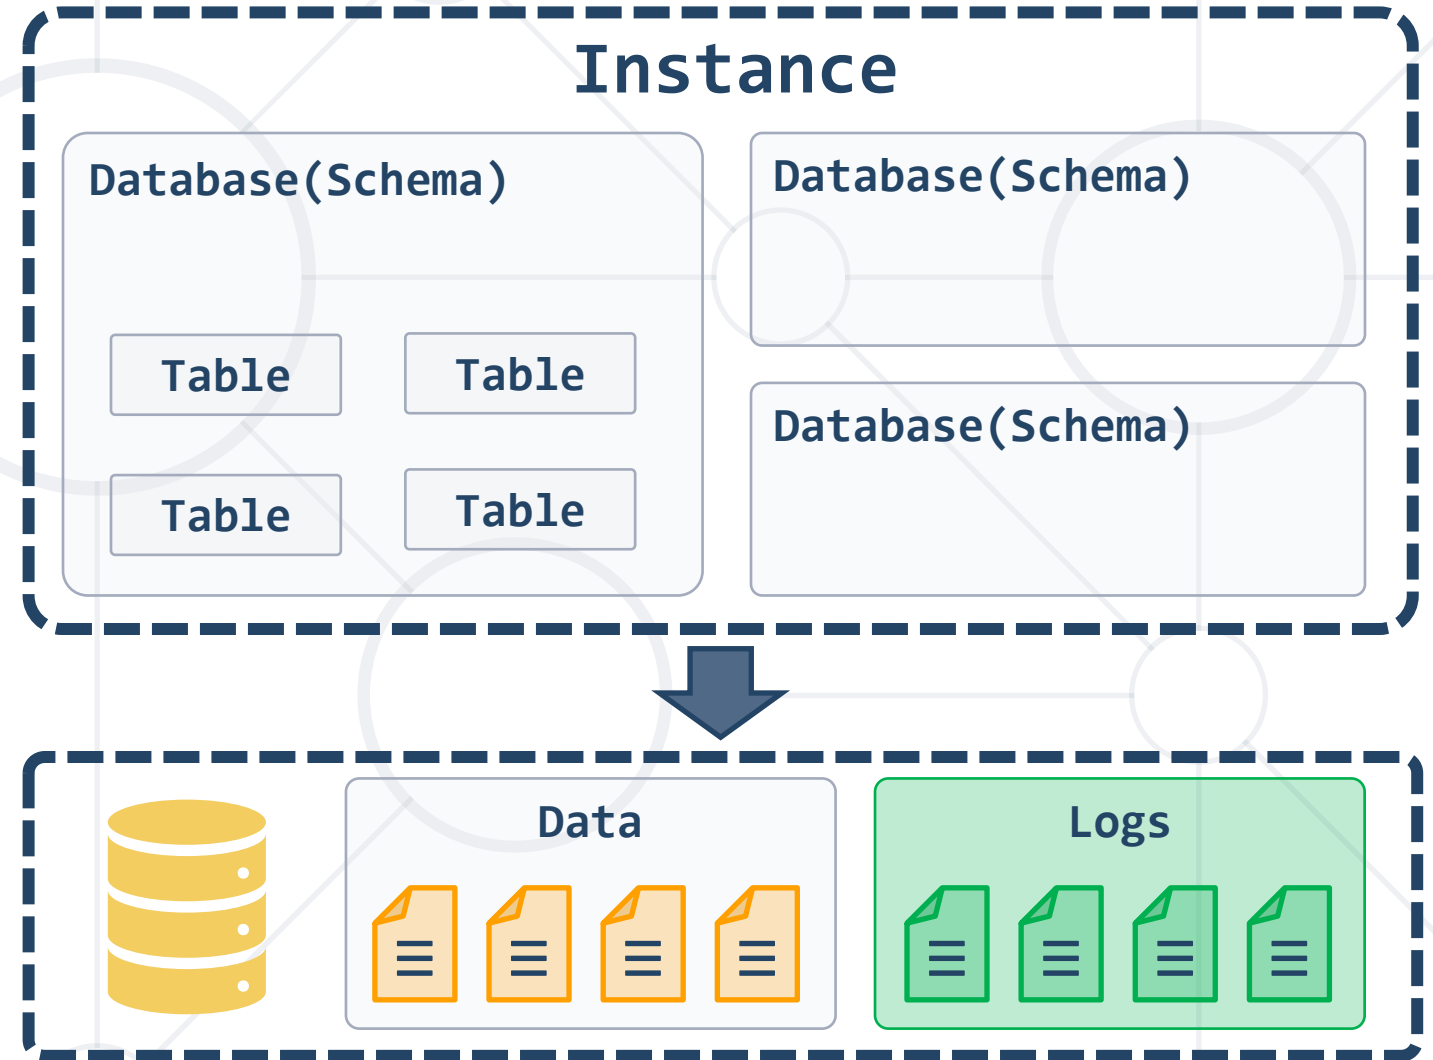 Instance
Database(Schema)
Table
Table
Table
Table
Database(Schema)
Database(Schema)
Data
Logs